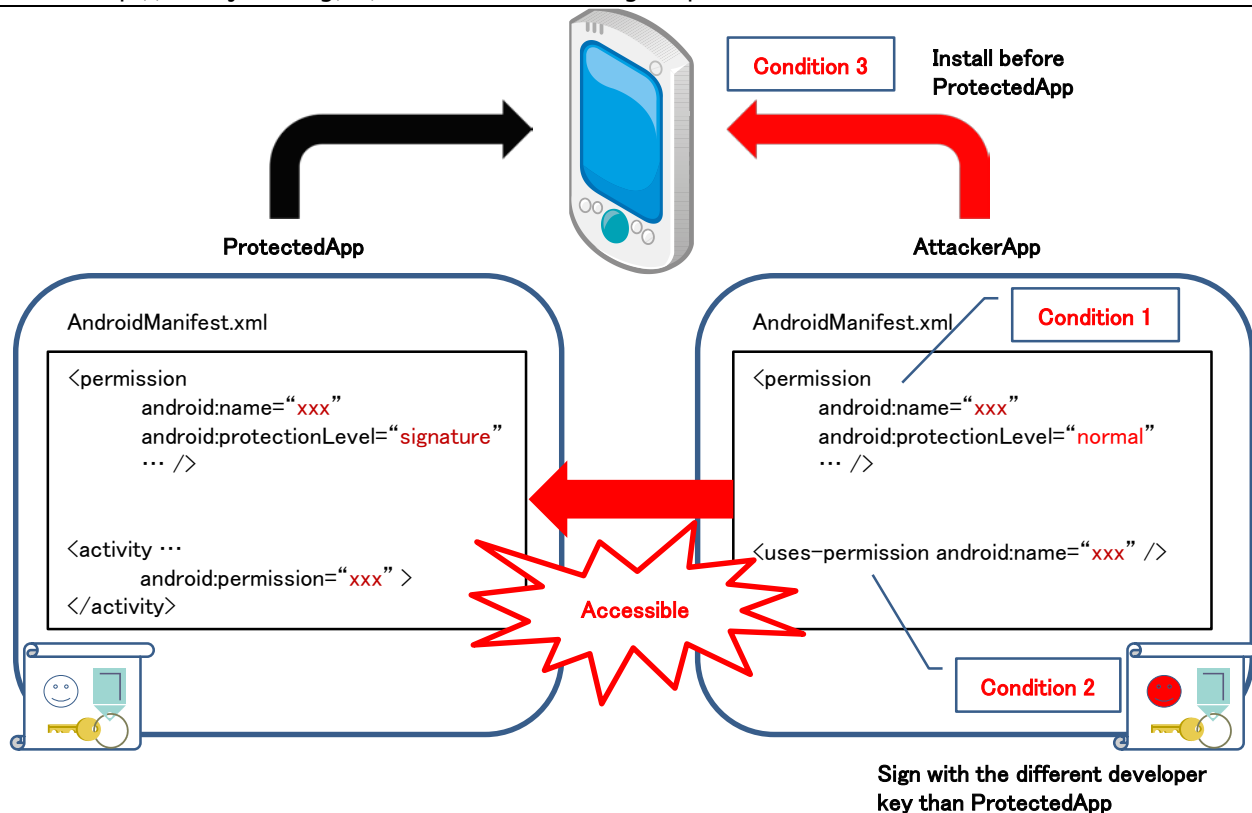 Condition 3
Install before
ProtectedApp
ProtectedApp
AttackerApp
AndroidManifest.xml
<permission
android:name=“xxx”
android:protectionLevel=“signature”
… />
<activity …
android:permission=“xxx” >
</activity>
AndroidManifest.xml
Condition 1
<permission
android:name=“xxx”
android:protectionLevel=“normal”
… />
<uses-permission android:name=“xxx” />
Accessible
Condition 2
Sign with the different developer
key than ProtectedApp